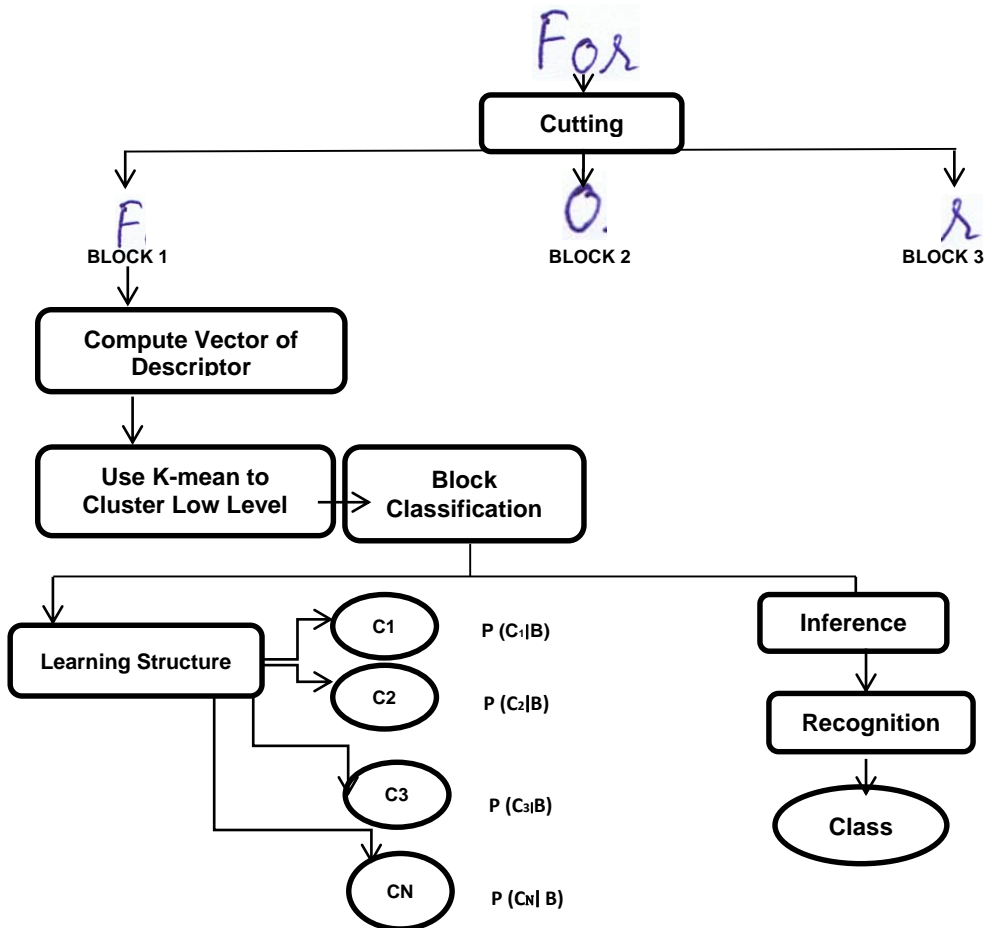 For
Cutting
F
O.
r
BLOCK 1
BLOCK 2
BLOCK 3
Compute Vector of
Descriptor
Use K-mean to
Cluster Low Level
Block
Classification
Learning Structure
C1
P (C₁|B)
C2
P (C₂|B)
C3
P (C₃|B)
CN
P (Cɴ| B)
Inference
Recognition
Class